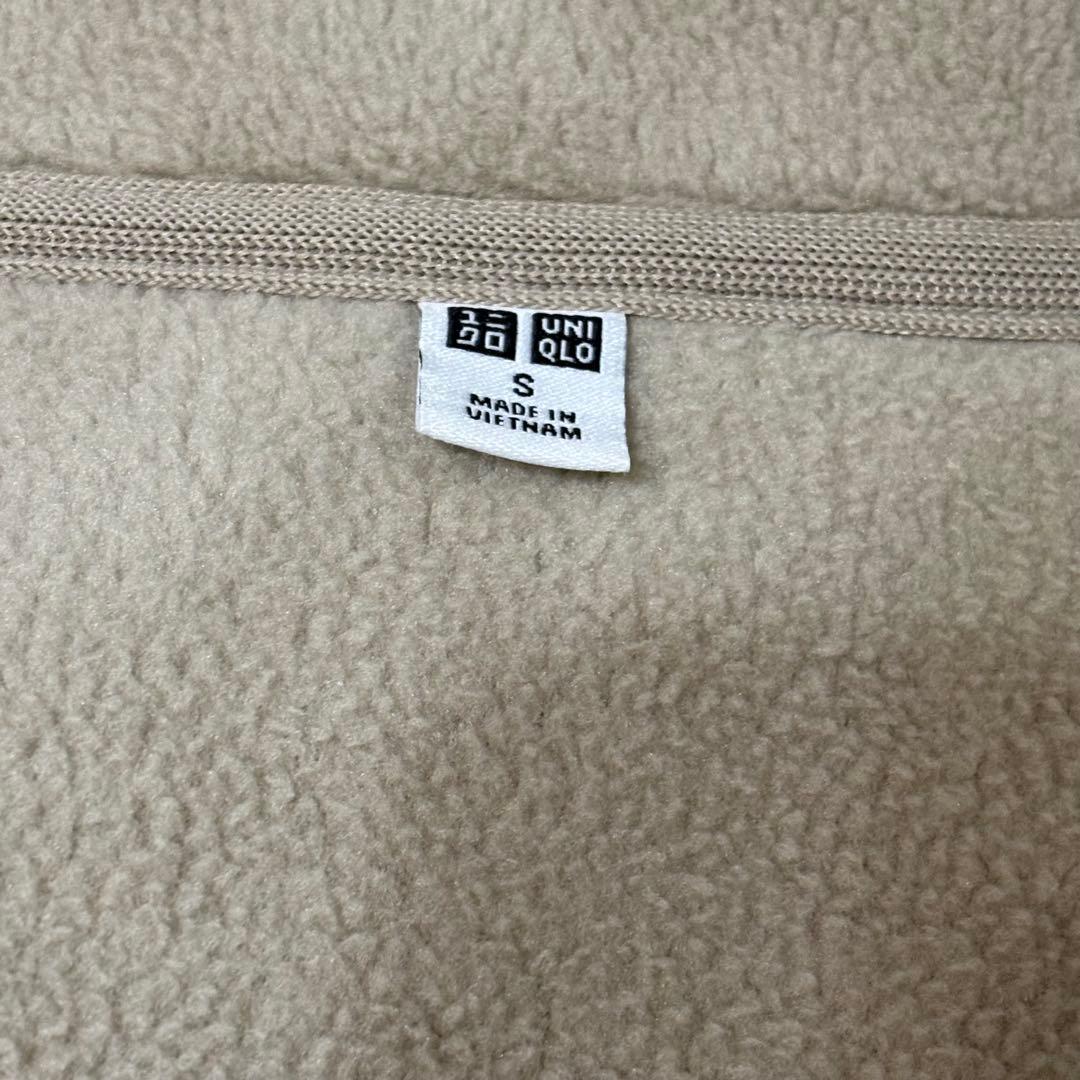 ユニ UNI
クロ QLO
S
MADE IN
VIETNAM